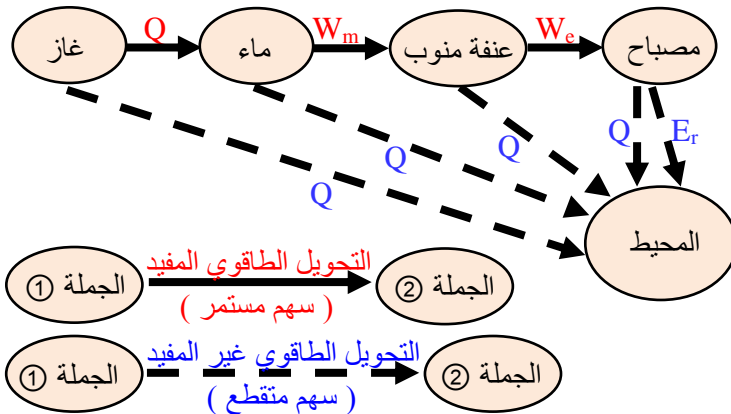 غاز Q ماء Wm عنفة منوب We مصباح
Q Er
Q
Q
Q
المحيط
التحويل الطاقوي المفيد
الجملة ① الجملة ②
( سهم مستمر )
التحويل الطاقوي غير المفيد
الجملة ① الجملة ②
( سهم متقطع )